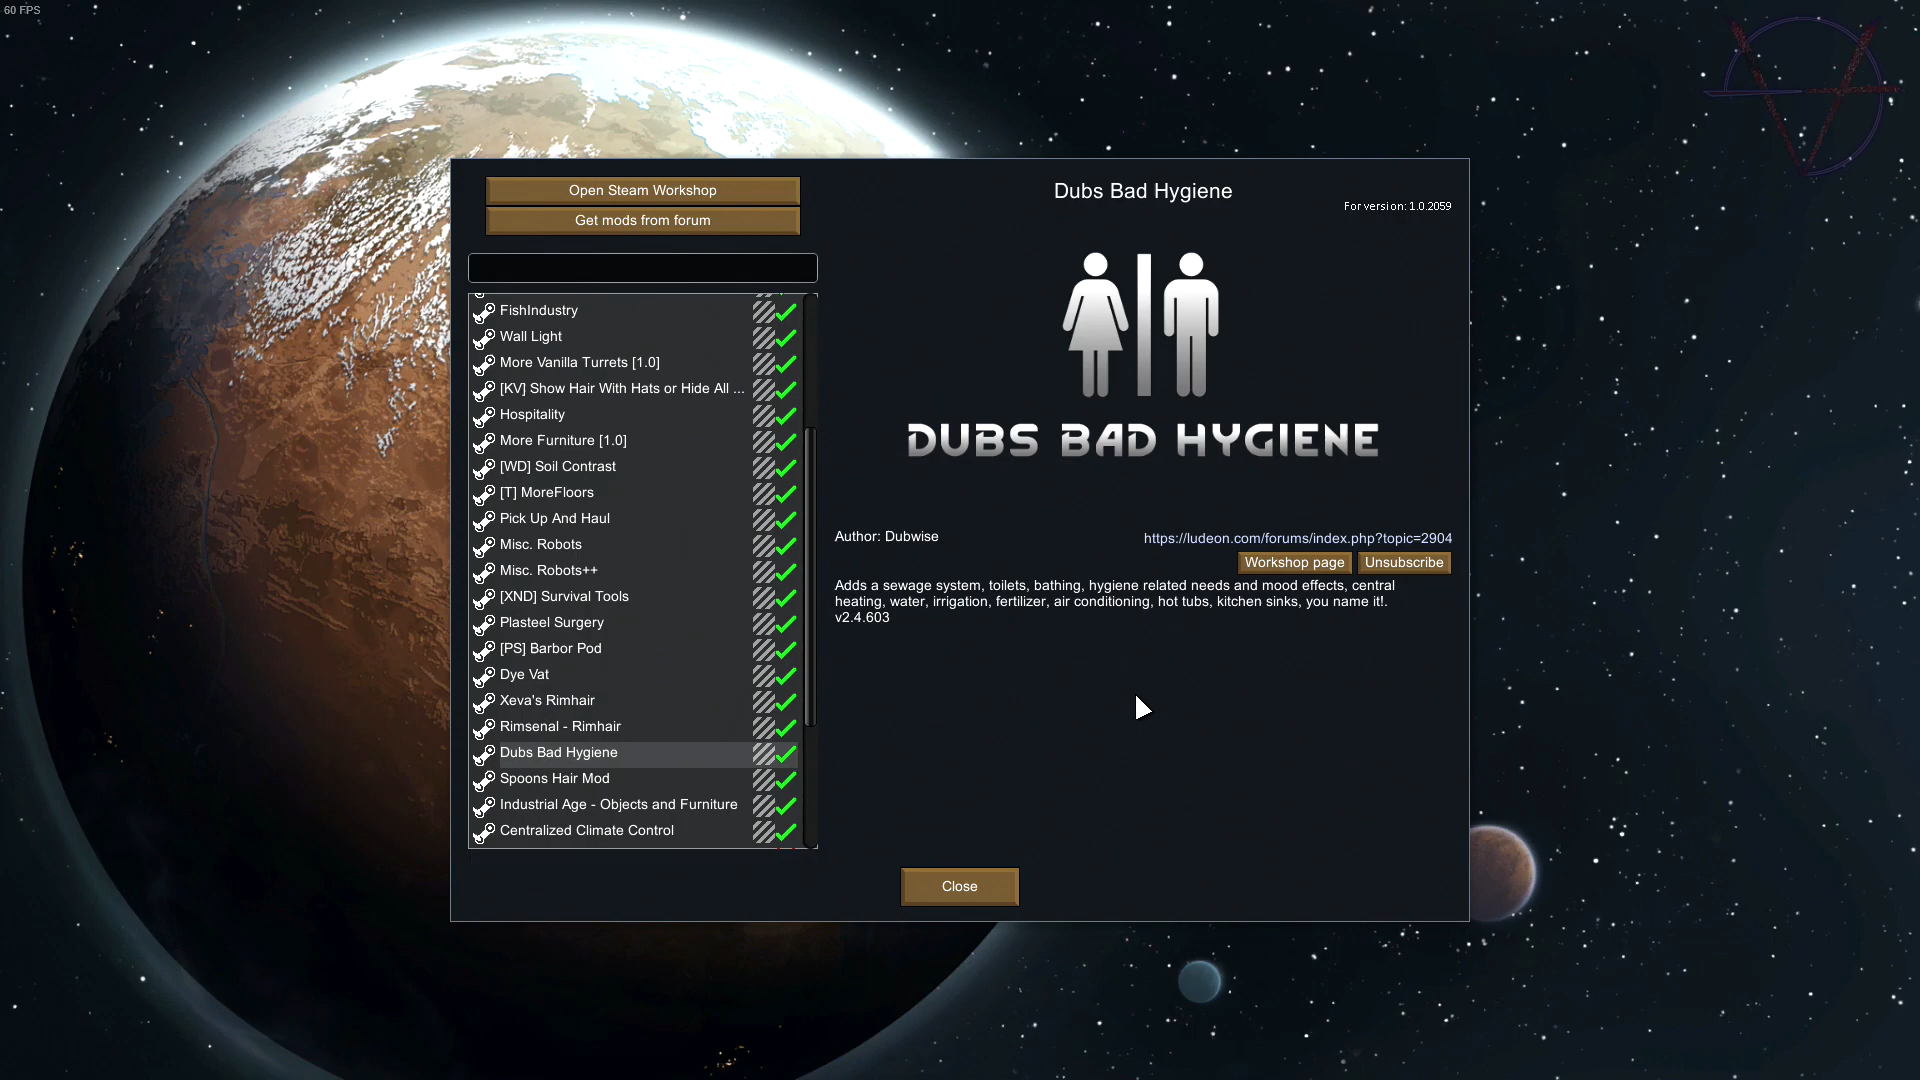 60 FPS
Open Steam Workshop
Get mods from forum
FishIndustry
Wall Light
More Vanilla Turrets [1.0]
[KV] Show Hair With Hats or Hide All ...
Hospitality
More Furniture [1.0]
[WD] Soil Contrast
[T] MoreFloors
Pick Up And Haul
Misc. Robots
Misc. Robots++
[XND] Survival Tools
Plasteel Surgery
[PS] Barbor Pod
Dye Vat
Xeva's Rimhair
Rimsenal - Rimhair
Dubs Bad Hygiene
Spoons Hair Mod
Industrial Age - Objects and Furniture
Centralized Climate Control
Dubs Bad Hygiene
For version: 1.0.2059
DUBS BAD HYGIENE
Author: Dubwise
https://ludeon.com/forums/index.php?topic=2904
Workshop page
Unsubscribe
Adds a sewage system, toilets, bathing, hygiene related needs and mood effects, central
heating, water, irrigation, fertilizer, air conditioning, hot tubs, kitchen sinks, you name it!.
v2.4.603
Close